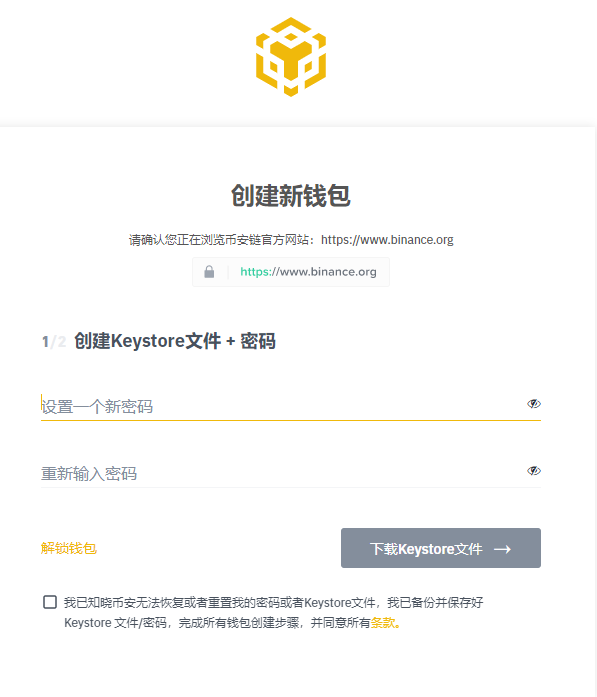 创建新钱包
请确认您正在浏览币安链官方网站：https://www.binance.org
https://www.binance.org
1/2 创建Keystore文件 + 密码
设置一个新密码
重新输入密码
解锁钱包
下载Keystore文件 →
我已知晓币安无法恢复或者重置我的密码或者Keystore文件，我已备份并保存好
Keystore 文件/密码，完成所有钱包创建步骤，并同意所有条款。